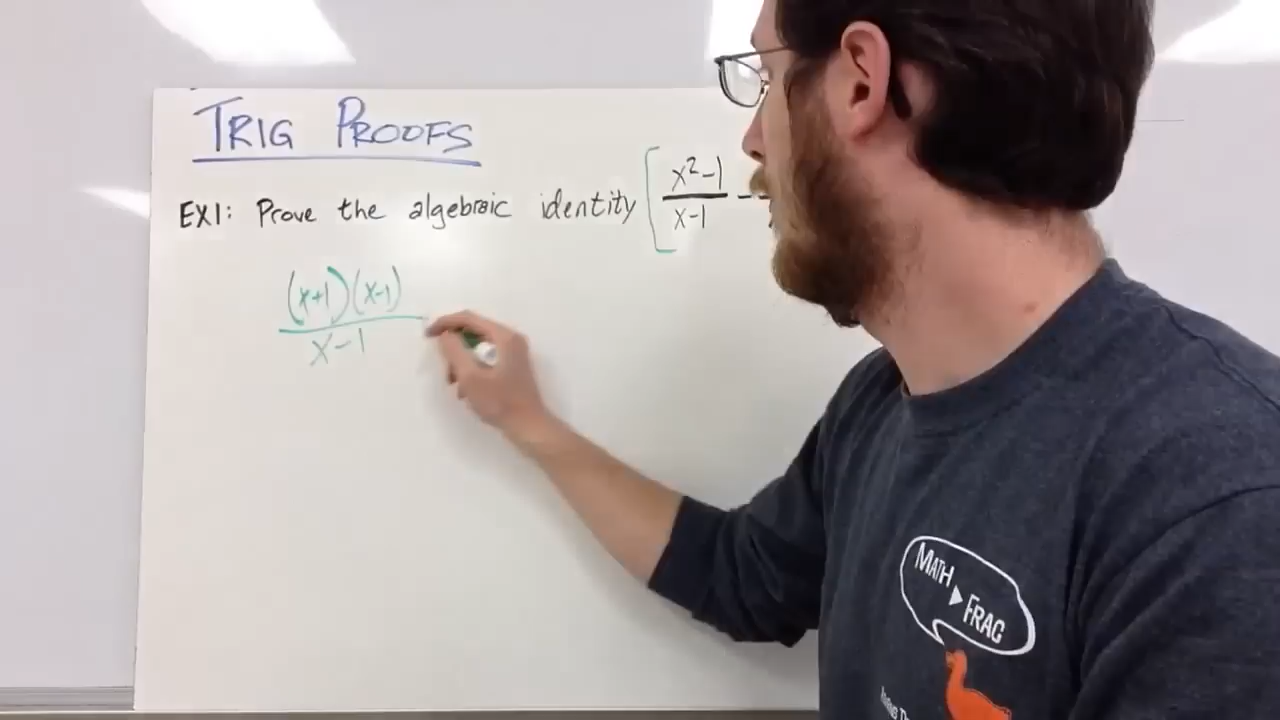 TRIG PROOFS
EX1: Prove the algebraic identity [ x²-1 / x-1 -
(x+1)(x-1)
x-1
MATH ▸ FRAC